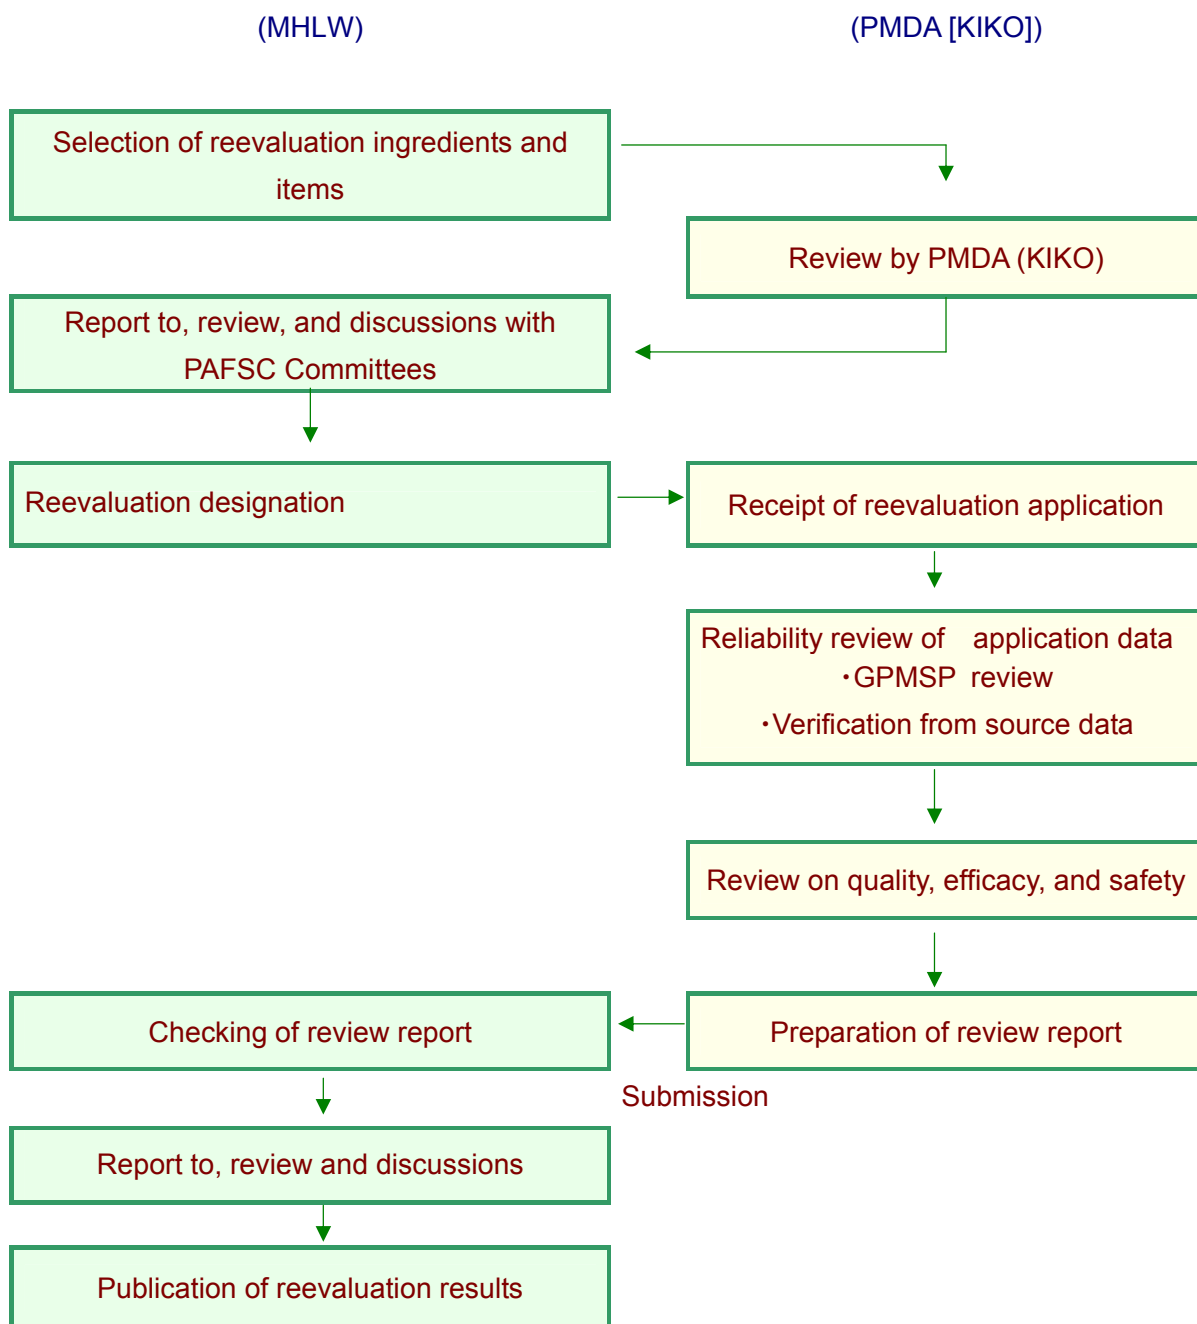 (MHLW)
(PMDA [KIKO])
Selection of reevaluation ingredients and
items
Review by PMDA (KIKO)
Report to, review, and discussions with
PAFSC Committees
Reevaluation designation
Receipt of reevaluation application
Reliability review of application data
・GPMSP review
・Verification from source data
Review on quality, efficacy, and safety
Checking of review report
Preparation of review report
Submission
Report to, review and discussions
Publication of reevaluation results